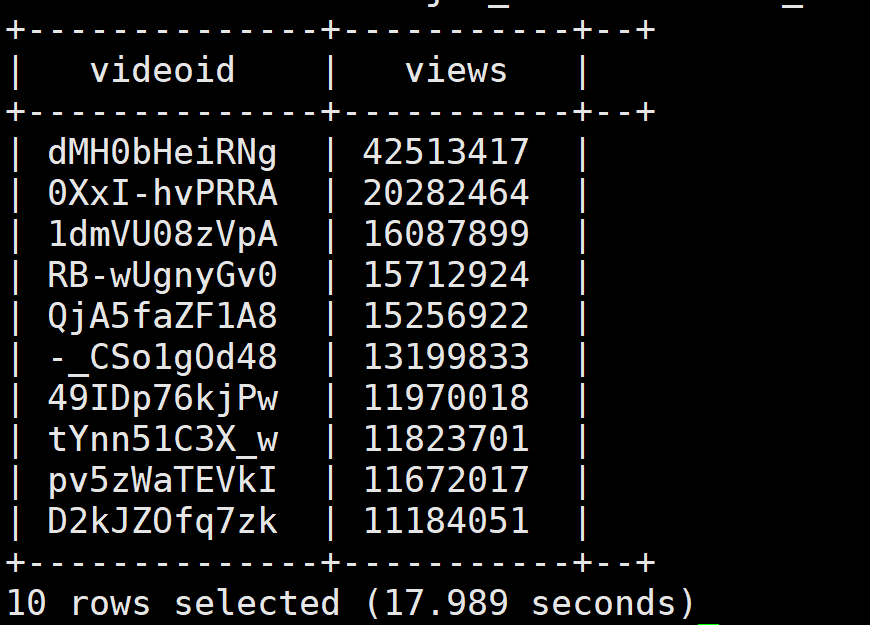 +--------------+-----------+--+
|   videoid    |   views   |
+--------------+-----------+--+
| dMH0bHeiRNg  | 42513417  |
| 0XxI-hvPRRA  | 20282464  |
| 1dmVU08zVpA  | 16087899  |
| RB-wUgnyGv0  | 15712924  |
| QjA5faZF1A8  | 15256922  |
| -_CSo1gOd48  | 13199833  |
| 49IDp76kjPw  | 11970018  |
| tYnn51C3X_w  | 11823701  |
| pv5zWaTEVkI  | 11672017  |
| D2kJZOfq7zk  | 11184051  |
+--------------+-----------+--+
10 rows selected (17.989 seconds)